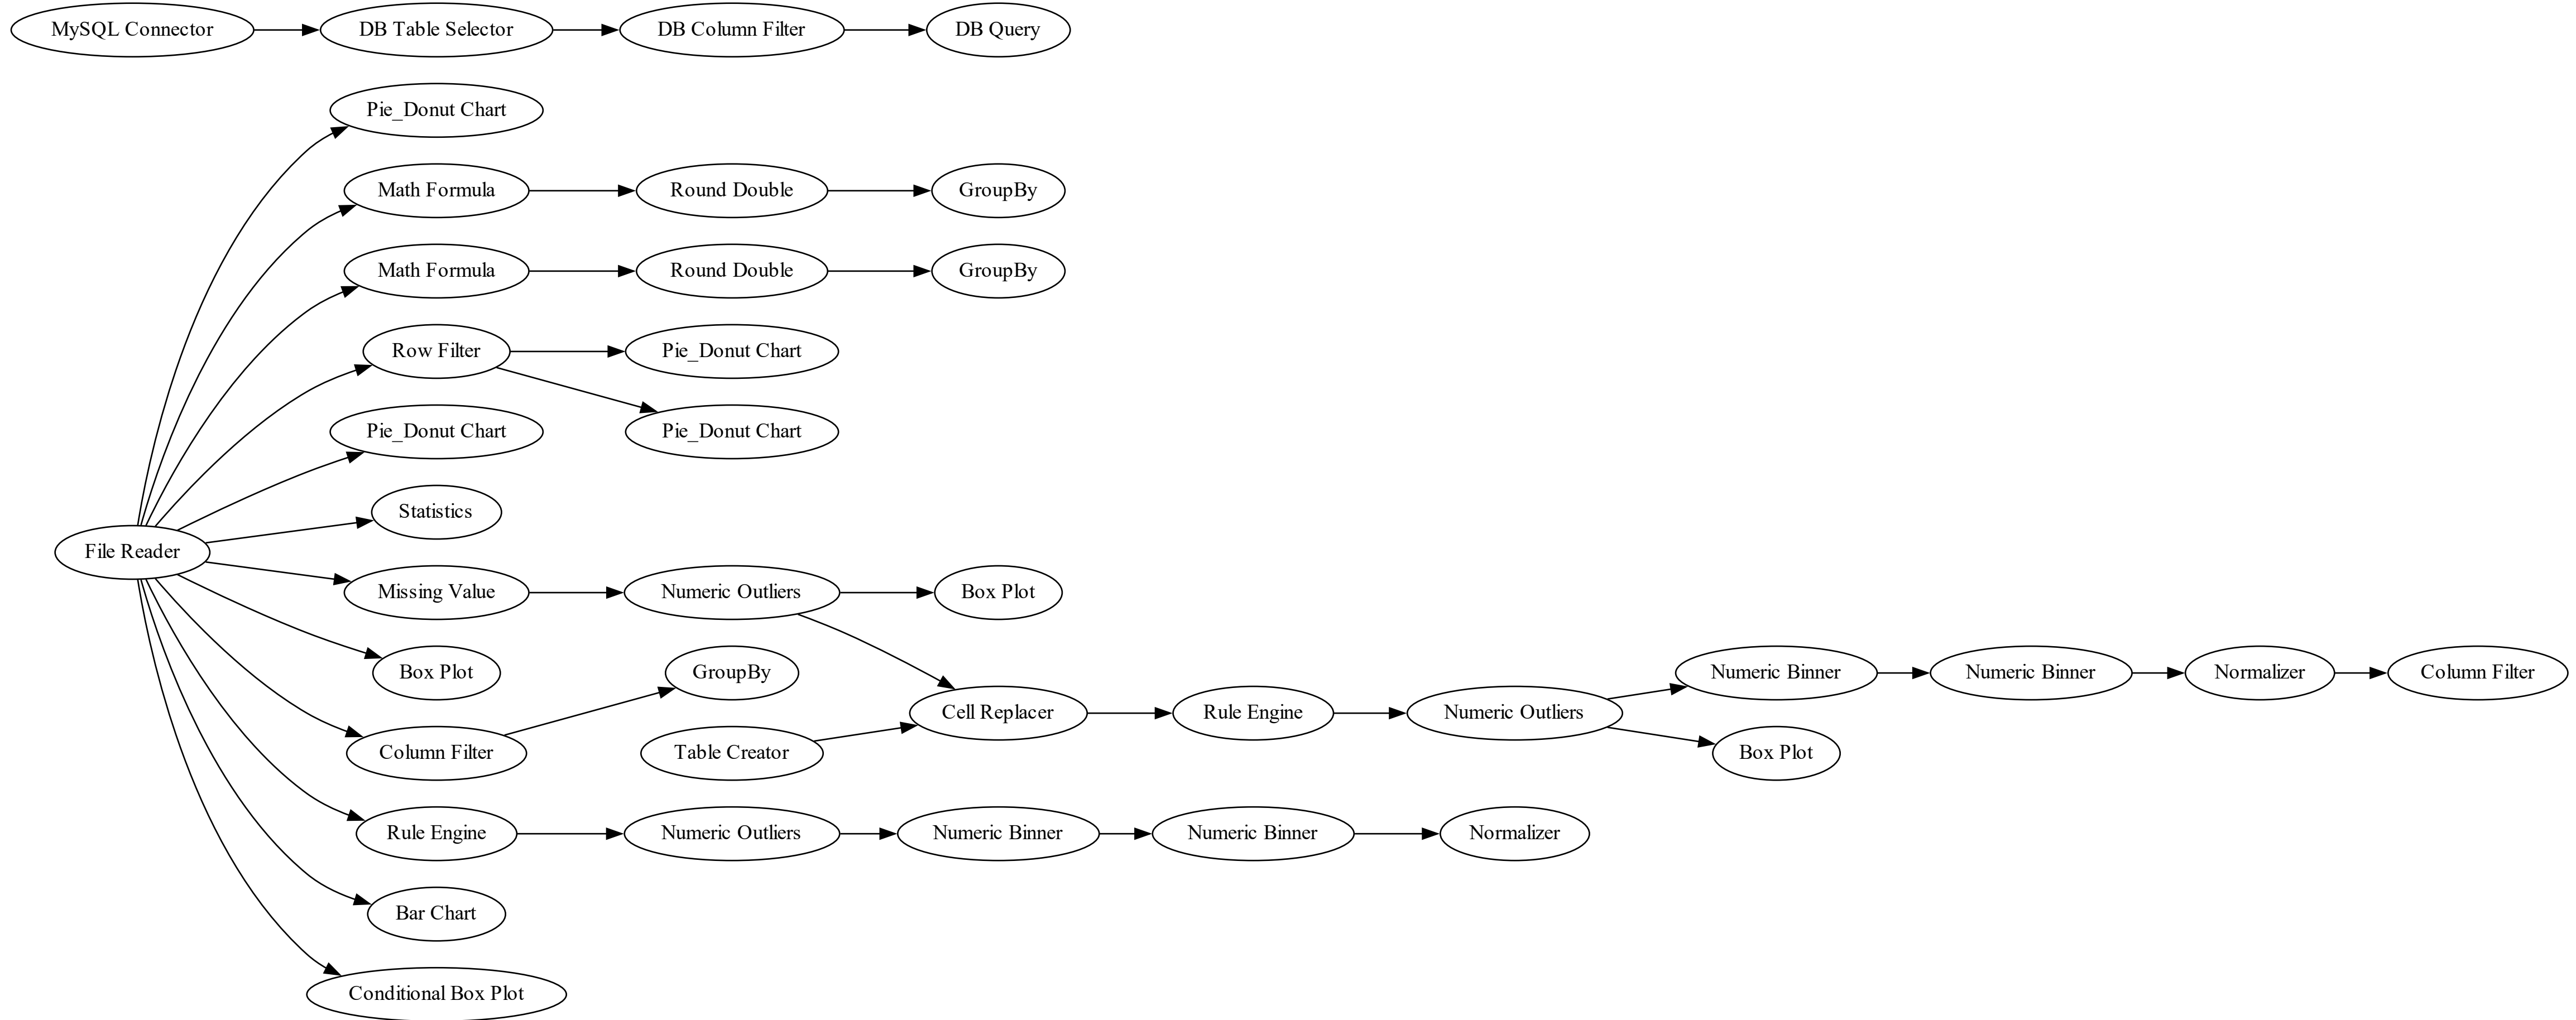 MySQL Connector
DB Table Selector
DB Column Filter
DB Query
Pie_Donut Chart
Math Formula
Round Double
GroupBy
Math Formula
Round Double
GroupBy
Row Filter
Pie_Donut Chart
Pie_Donut Chart
Pie_Donut Chart
Statistics
File Reader
Missing Value
Numeric Outliers
Box Plot
Box Plot
GroupBy
Numeric Binner
Numeric Binner
Normalizer
Column Filter
Cell Replacer
Rule Engine
Numeric Outliers
Column Filter
Table Creator
Box Plot
Rule Engine
Numeric Outliers
Numeric Binner
Numeric Binner
Normalizer
Bar Chart
Conditional Box Plot